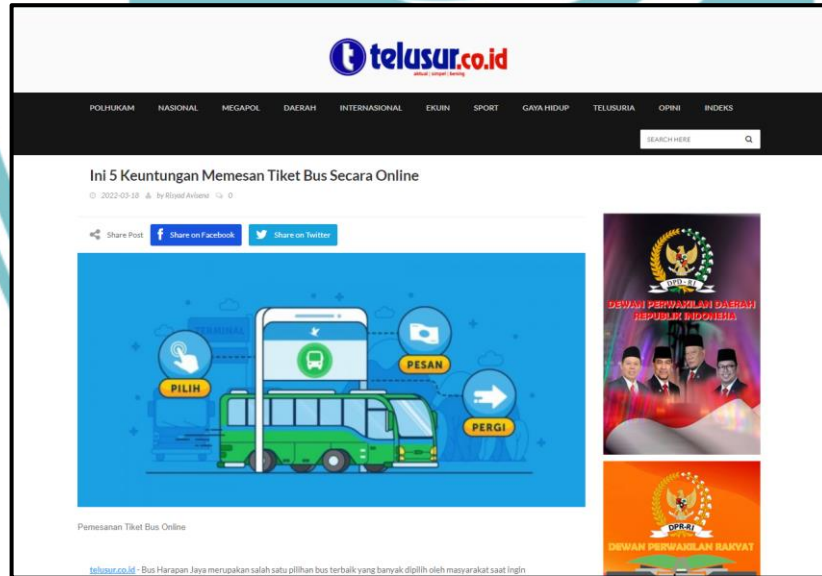 telusur.co.id
aktual | simpel | bening
POLHUKAM NASIONAL MEGAPOL DAERAH INTERNASIONAL EKUIN SPORT GAYA HIDUP TELUSURIA OPINI INDEKS
SEARCH HERE
Ini 5 Keuntungan Memesan Tiket Bus Secara Online
2022-03-18 by Risyad Avisena 0
Share Post Share on Facebook Share on Twitter
TERMINAL
PILIH
PESAN
PERGI
Pemesanan Tiket Bus Online
telusur.co.id - Bus Harapan Jaya merupakan salah satu pilihan bus terbaik yang banyak dipilih oleh masyarakat saat ingin
DPD-RI
DEWAN PERWAKILAN DAERAH
REPUBLIK INDONESIA
DPR-RI
DEWAN PERWAKILAN RAKYAT